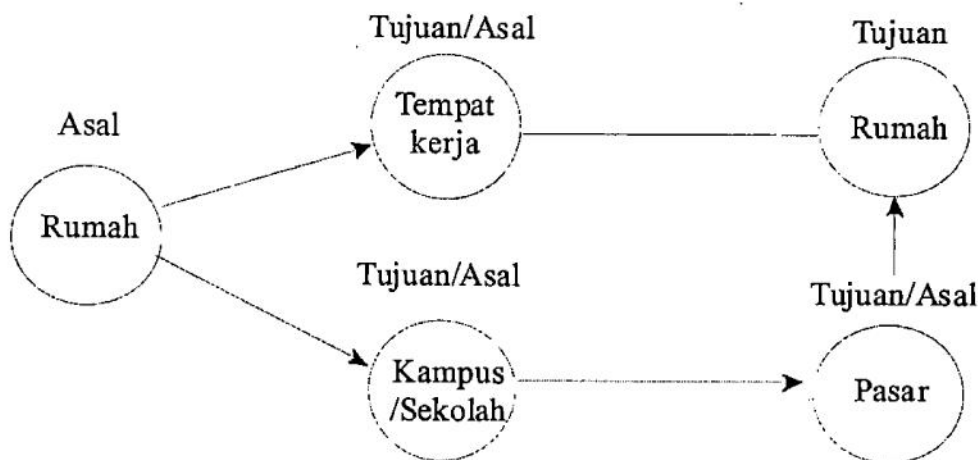 Tujuan/Asal
Tujuan
Asal
Tempat
kerja
Rumah
Rumah
Tujuan/Asal
Tujuan/Asal
Kampus
/Sekolah
Pasar